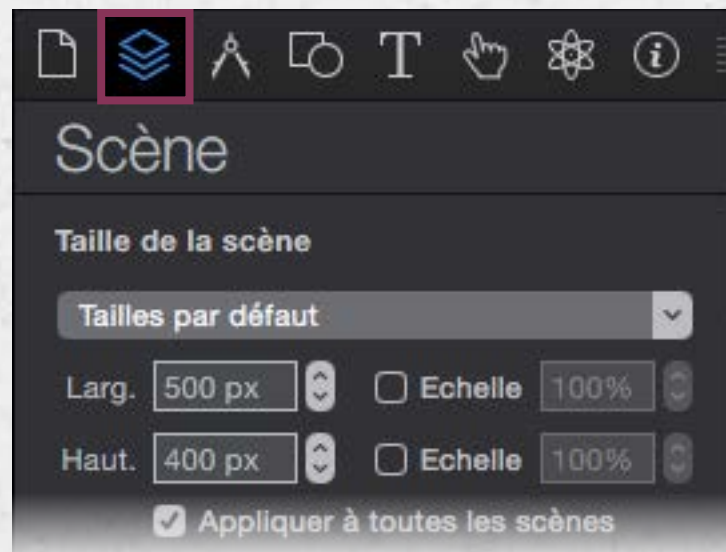 Scène
Taille de la scène
Tailles par défaut
Larg. 500 px Echelle 100%
Haut. 400 px Echelle 100%
Appliquer à toutes les scènes